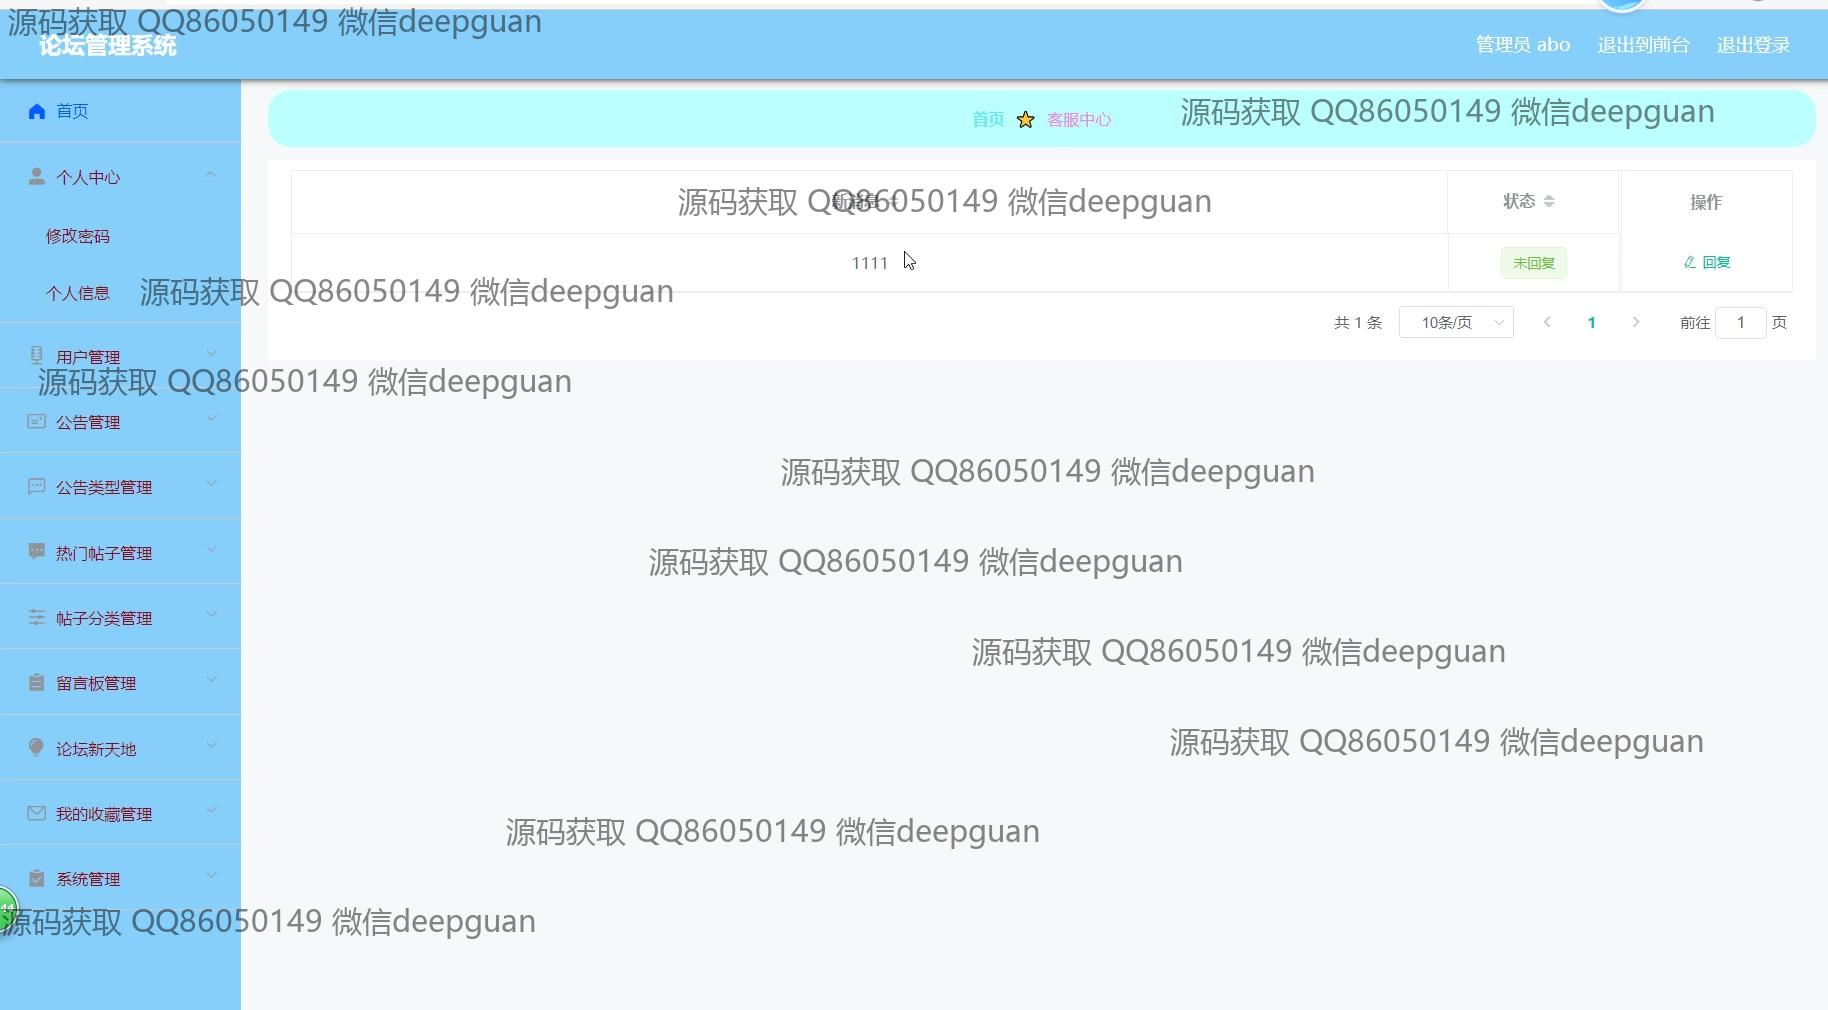 源码获取 QQ86050149 微信deepguan
论坛管理系统
管理员 abo 退出到前台 退出登录
首页
首页 客服中心
源码获取 QQ86050149 微信deepguan
个人中心
新消息 状态 操作
源码获取 QQ86050149 微信deepguan
修改密码
1111 未回复 回复
个人信息
源码获取 QQ86050149 微信deepguan
共 1 条 10条/页 1 前往 1 页
用户管理
源码获取 QQ86050149 微信deepguan
公告管理
源码获取 QQ86050149 微信deepguan
公告类型管理
热门帖子管理
源码获取 QQ86050149 微信deepguan
帖子分类管理
源码获取 QQ86050149 微信deepguan
留言板管理
论坛新天地
源码获取 QQ86050149 微信deepguan
我的收藏管理
源码获取 QQ86050149 微信deepguan
系统管理
44
源码获取 QQ86050149 微信deepguan